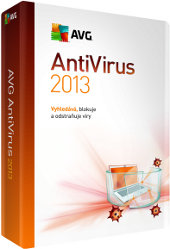 AVG
AntiVirus
2013
Vyhledává, blokuje
a odstraňuje viry
AVG AntiVirus 2013